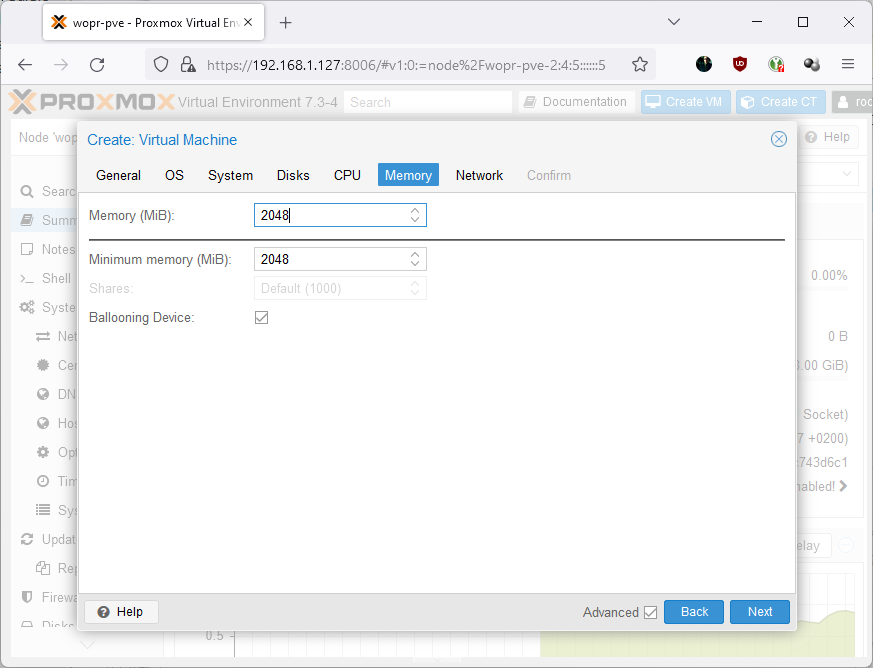 wopr-pve - Proxmox Virtual En
https://192.168.1.127:8006/#v1:0:=node%2Fwopr-pve-2:4:5::::::5
PROXMOX Virtual Environment 7.3-4 Search Documentation Create VM Create CT roo
Node 'wop Help
Create: Virtual Machine
General OS System Disks CPU Memory Network Confirm
Memory (MiB): 2048
Minimum memory (MiB): 2048
Shares: Default (1000)
Ballooning Device:
Searc
Summ
Notes
Shell
Syste
Net
Cer
DN
Hos
Opt
Tim
Sys
Updat
Rep
Firewa
Disks
0.00%
0 B
.00 GiB)
Socket)
7 +0200)
743d6c1
nabled!
elay
Help Advanced Back Next
0.5